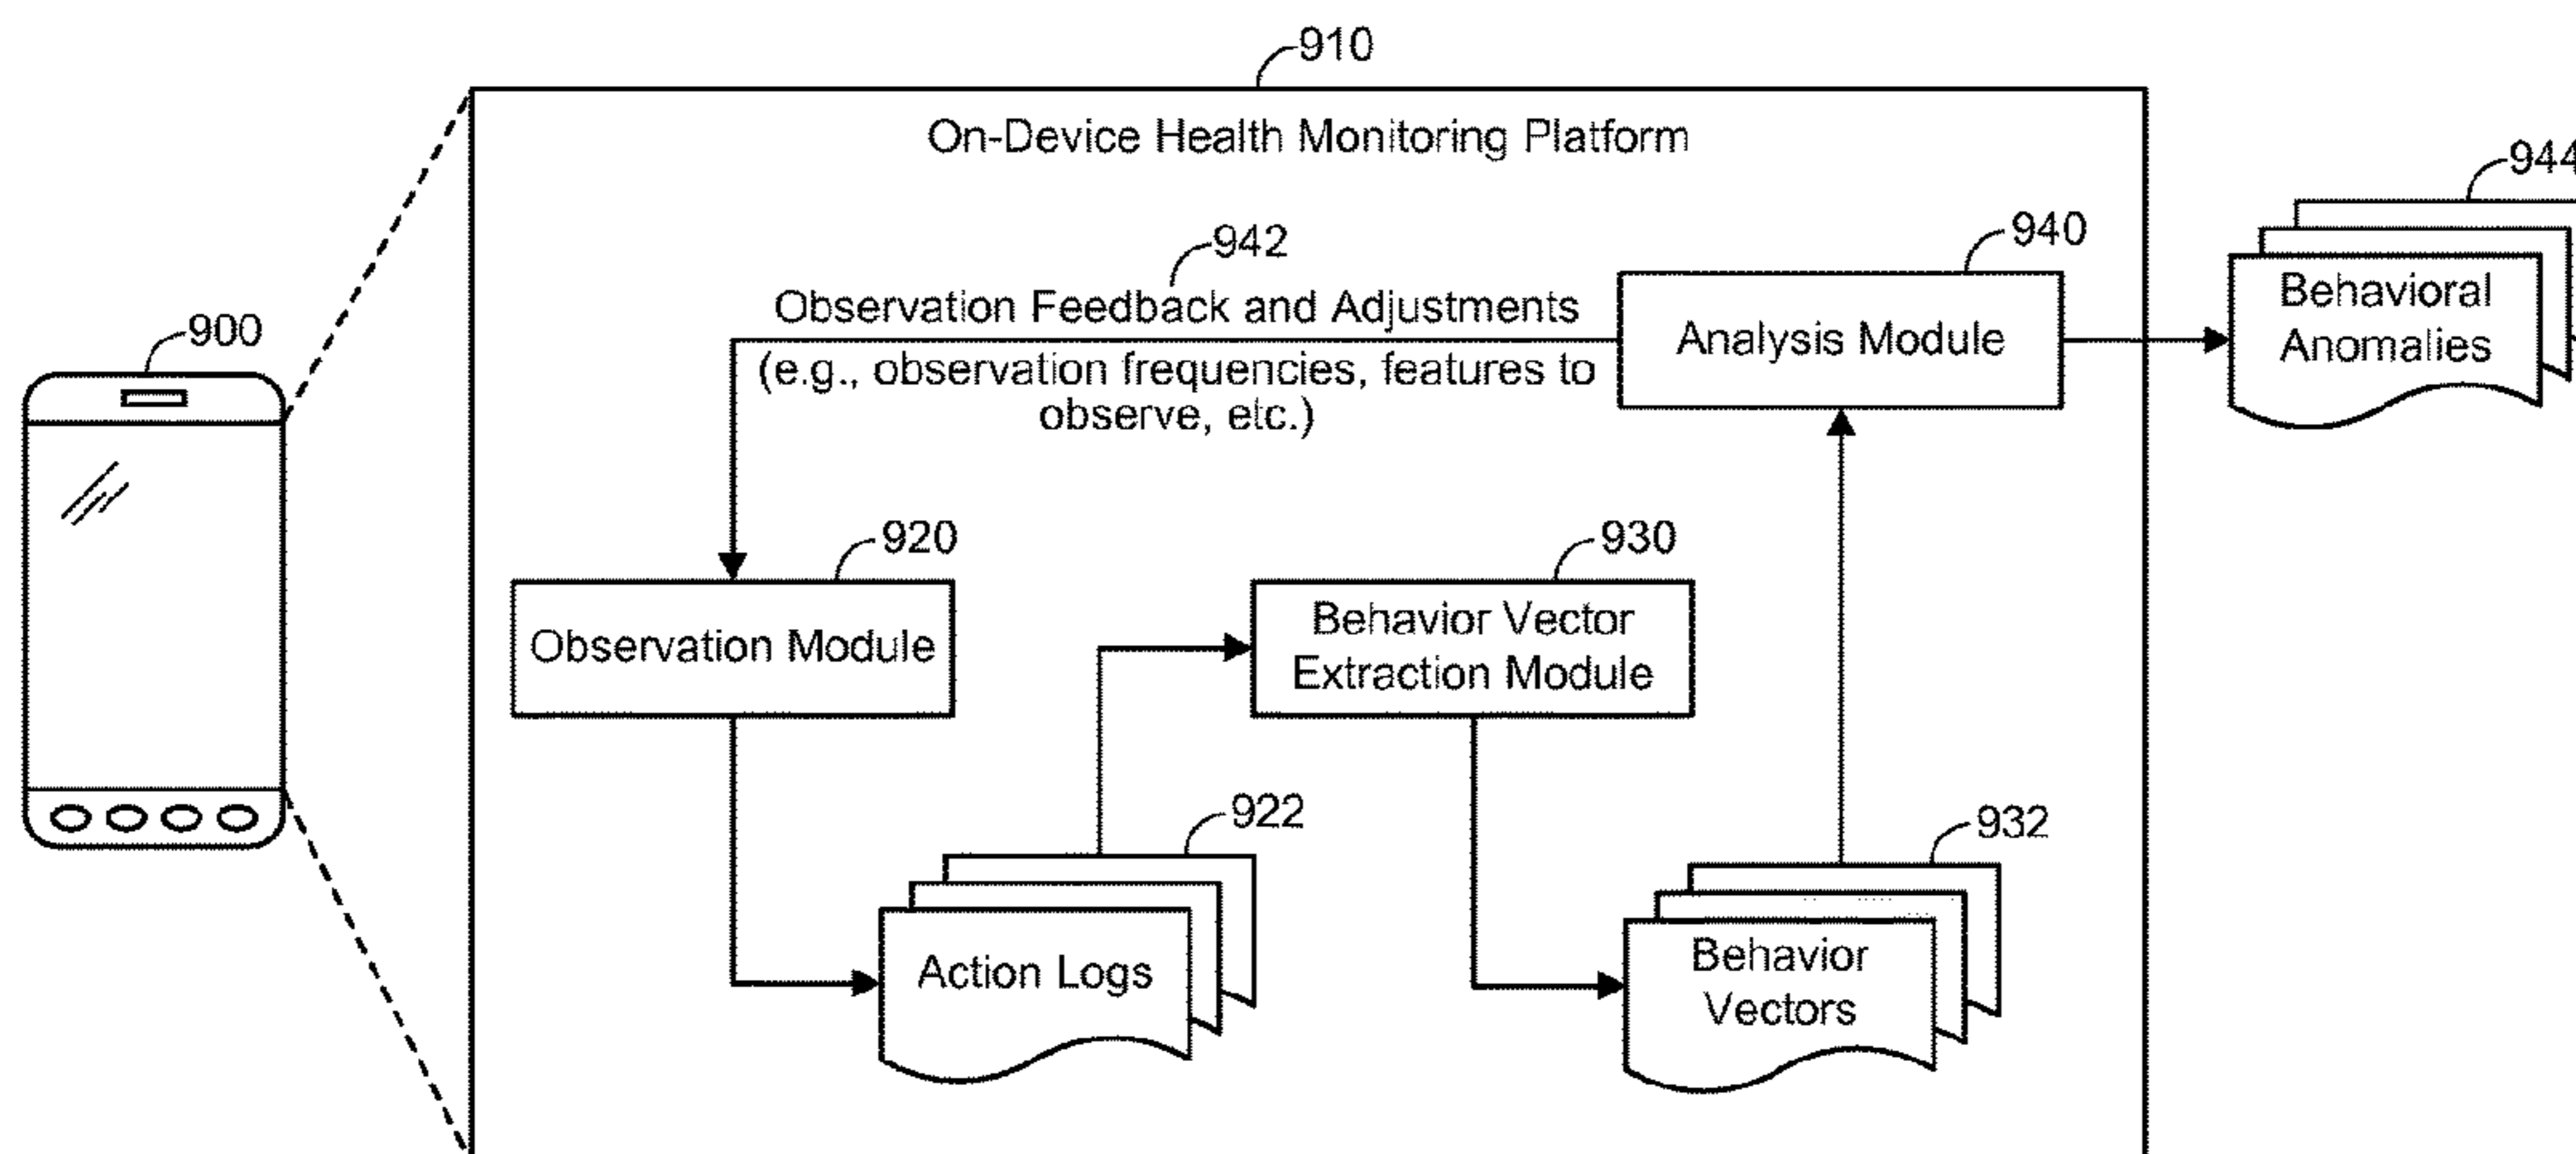 910
On-Device Health Monitoring Platform
944
942
940
Observation Feedback and Adjustments
(e.g., observation frequencies, features to
observe, etc.)
Analysis Module
Behavioral
Anomalies
900
920
930
Observation Module
Behavior Vector
Extraction Module
922
932
Action Logs
Behavior
Vectors